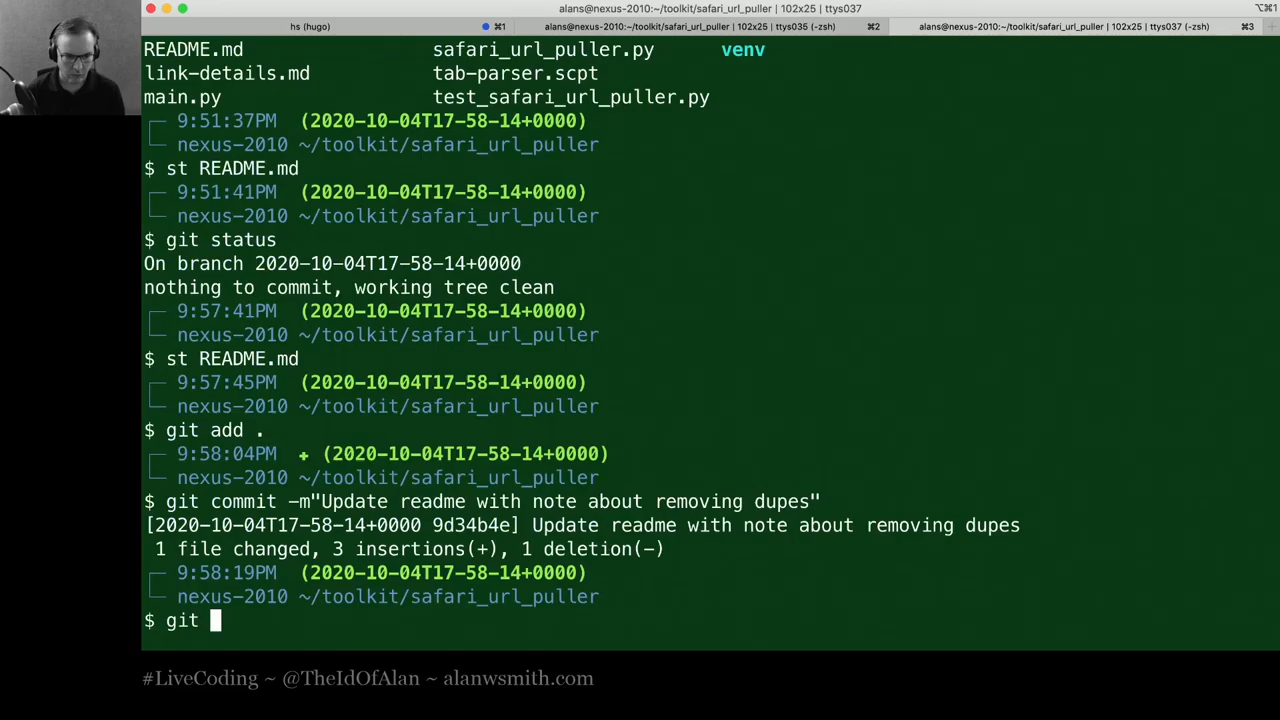 alans@nexus-2010:~/toolkit/safari_url_puller | 102x25 | ttys037
⌥⌘1
hs (hugo) ⌘1 alans@nexus-2010:~/toolkit/safari_url_puller | 102x25 | ttys035 (-zsh) ⌘2 alans@nexus-2010:~/toolkit/safari_url_puller | 102x25 | ttys037 (-zsh) ⌘3
README.md safari_url_puller.py venv
link-details.md tab-parser.scpt
main.py test_safari_url_puller.py
9:51:37PM (2020-10-04T17-58-14+0000)
nexus-2010 ~/toolkit/safari_url_puller
$ st README.md
9:51:41PM (2020-10-04T17-58-14+0000)
nexus-2010 ~/toolkit/safari_url_puller
$ git status
On branch 2020-10-04T17-58-14+0000
nothing to commit, working tree clean
9:57:41PM (2020-10-04T17-58-14+0000)
nexus-2010 ~/toolkit/safari_url_puller
$ st README.md
9:57:45PM (2020-10-04T17-58-14+0000)
nexus-2010 ~/toolkit/safari_url_puller
$ git add .
9:58:04PM + (2020-10-04T17-58-14+0000)
nexus-2010 ~/toolkit/safari_url_puller
$ git commit -m"Update readme with note about removing dupes"
[2020-10-04T17-58-14+0000 9d34b4e] Update readme with note about removing dupes
1 file changed, 3 insertions(+), 1 deletion(-)
9:58:19PM (2020-10-04T17-58-14+0000)
nexus-2010 ~/toolkit/safari_url_puller
$ git
#LiveCoding ~ @TheIdOfAlan ~ alanwsmith.com